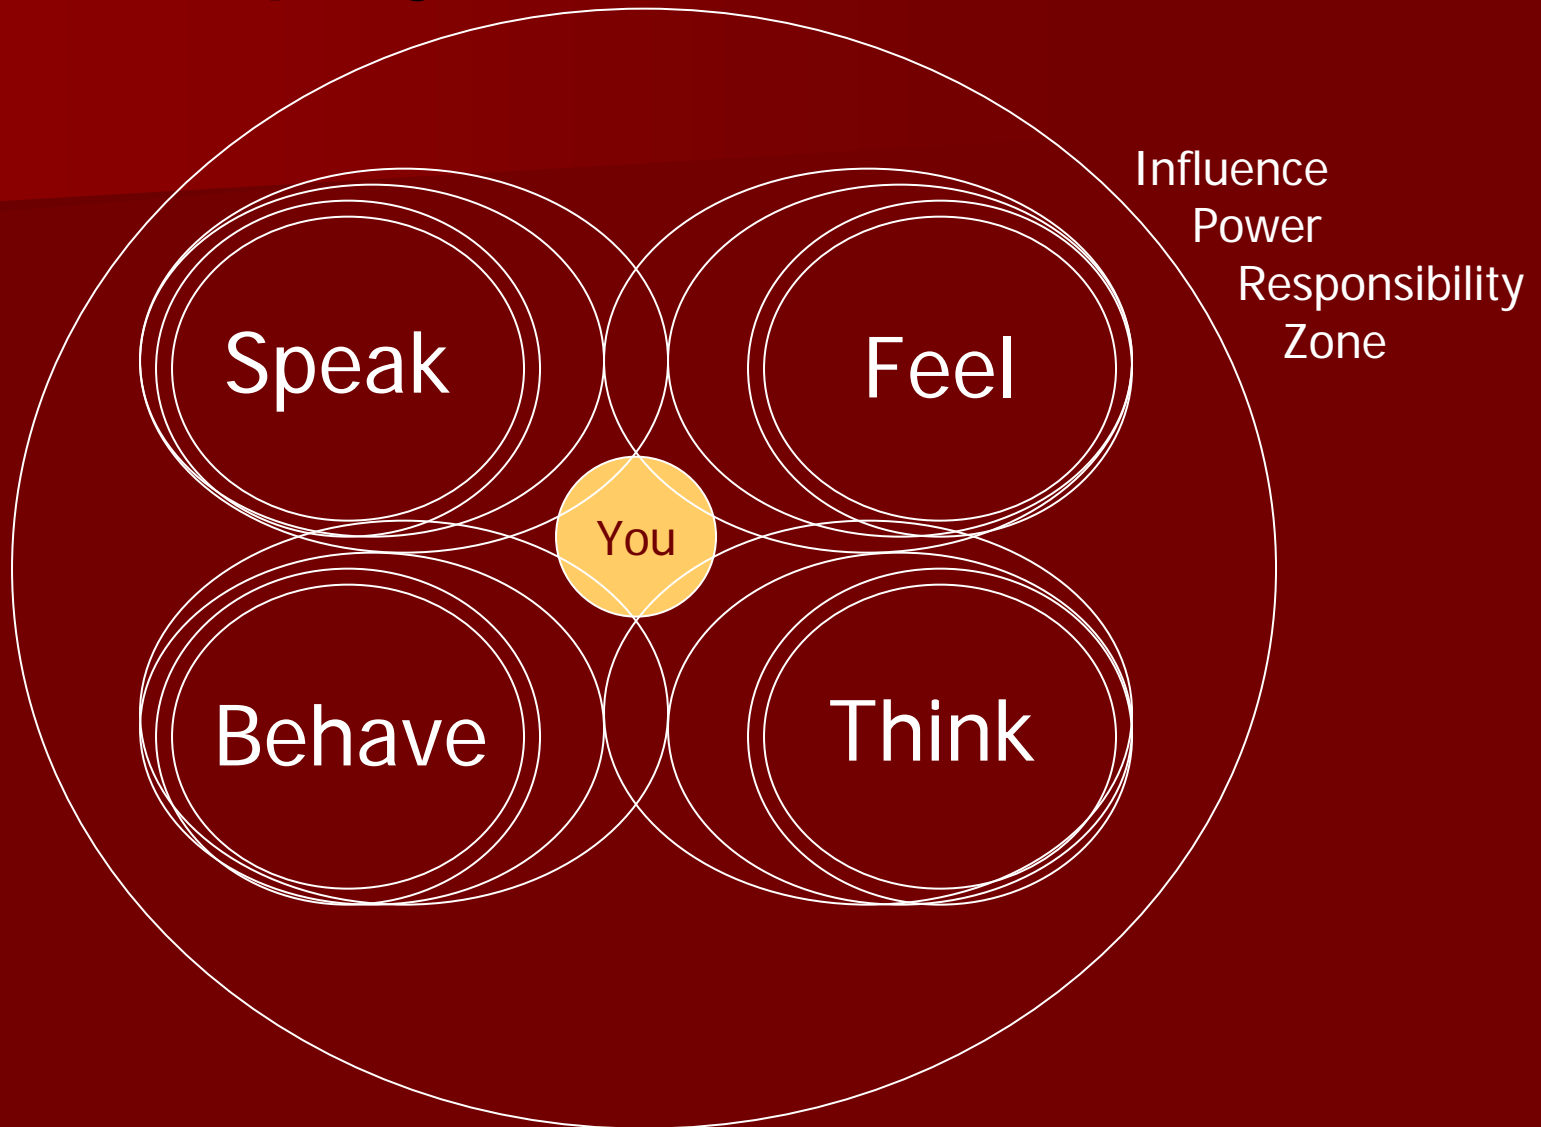 Influence
Power
Responsibility
Zone
Speak
Feel
You
Behave
Think